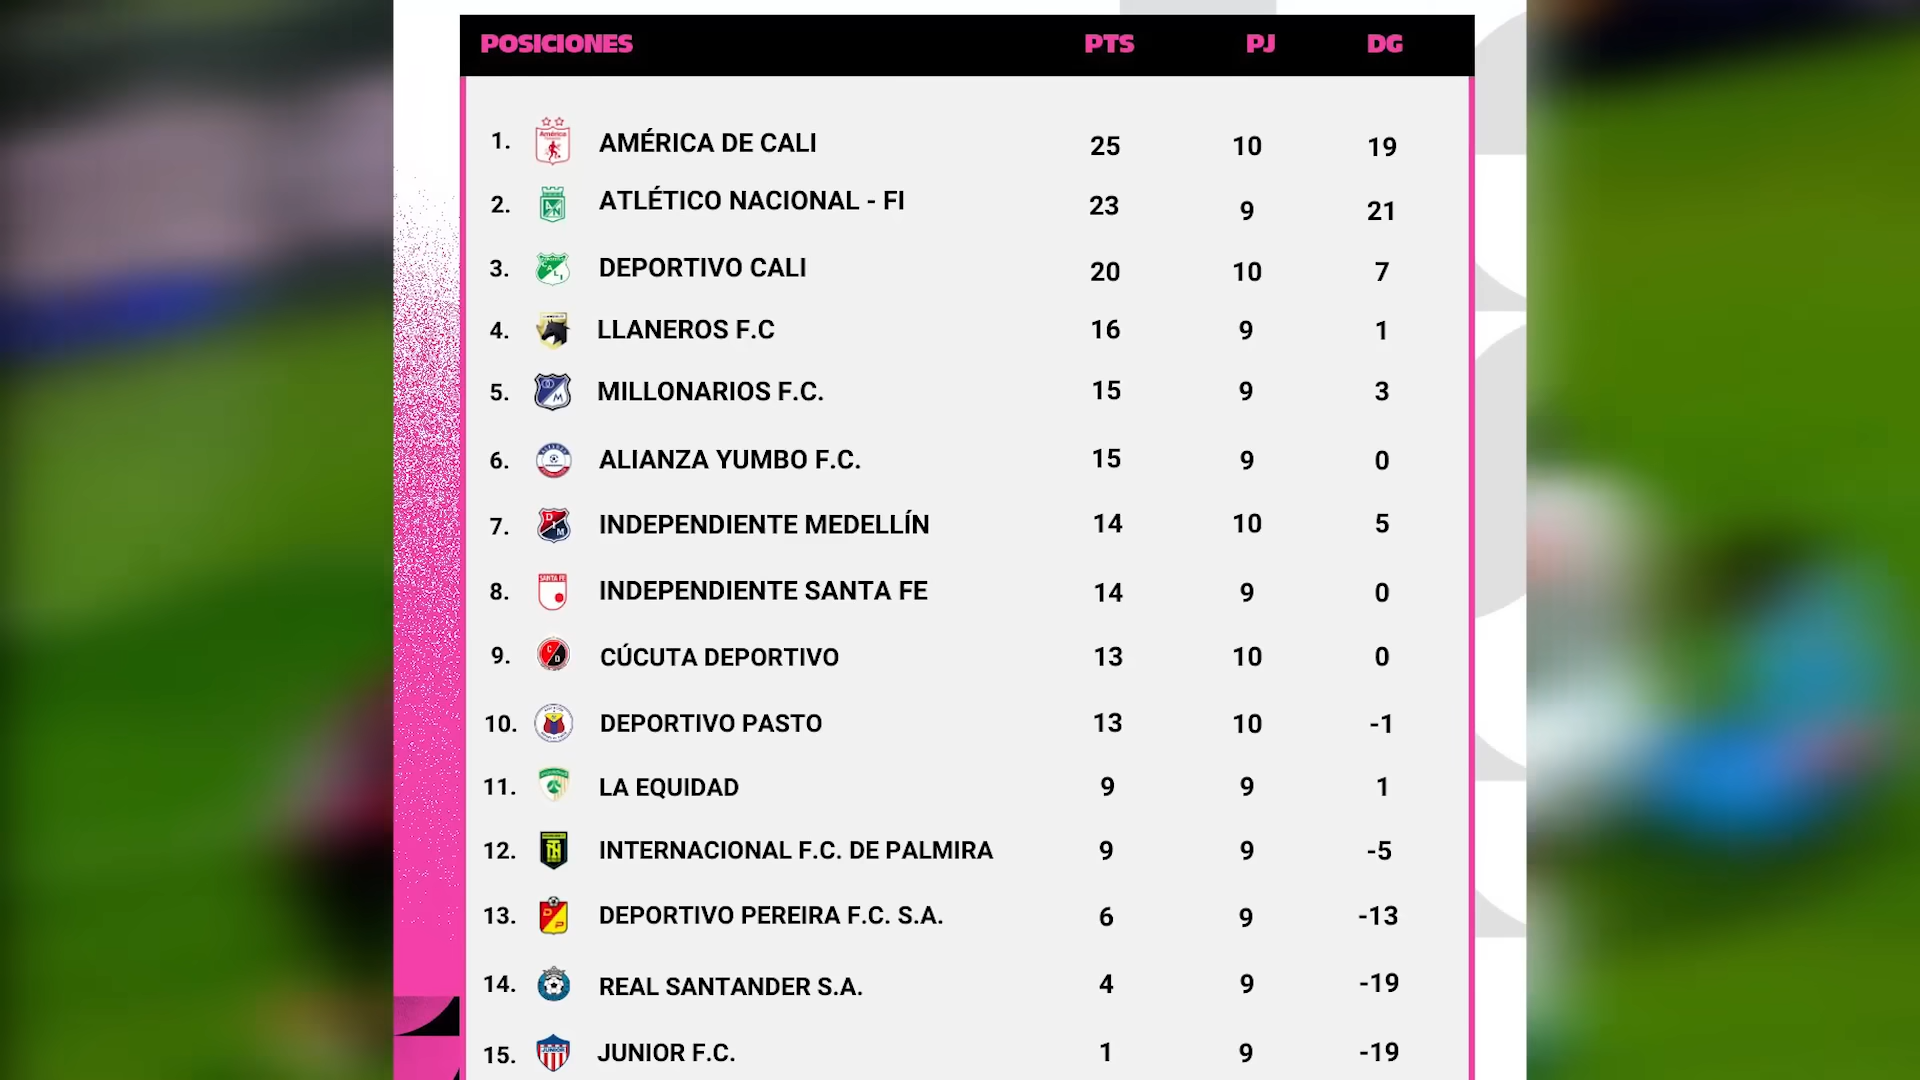 POSICIONES PTS PJ DG
1. AMÉRICA DE CALI 25 10 19
2. ATLÉTICO NACIONAL - FI 23 9 21
3. DEPORTIVO CALI 20 10 7
4. LLANEROS F.C 16 9 1
5. MILLONARIOS F.C. 15 9 3
6. ALIANZA YUMBO F.C. 15 9 0
7. INDEPENDIENTE MEDELLÍN 14 10 5
8. INDEPENDIENTE SANTA FE 14 9 0
9. CÚCUTA DEPORTIVO 13 10 0
10. DEPORTIVO PASTO 13 10 -1
11. LA EQUIDAD 9 9 1
12. INTERNACIONAL F.C. DE PALMIRA 9 9 -5
13. DEPORTIVO PEREIRA F.C. S.A. 6 9 -13
14. REAL SANTANDER S.A. 4 9 -19
15. JUNIOR F.C. 1 9 -19